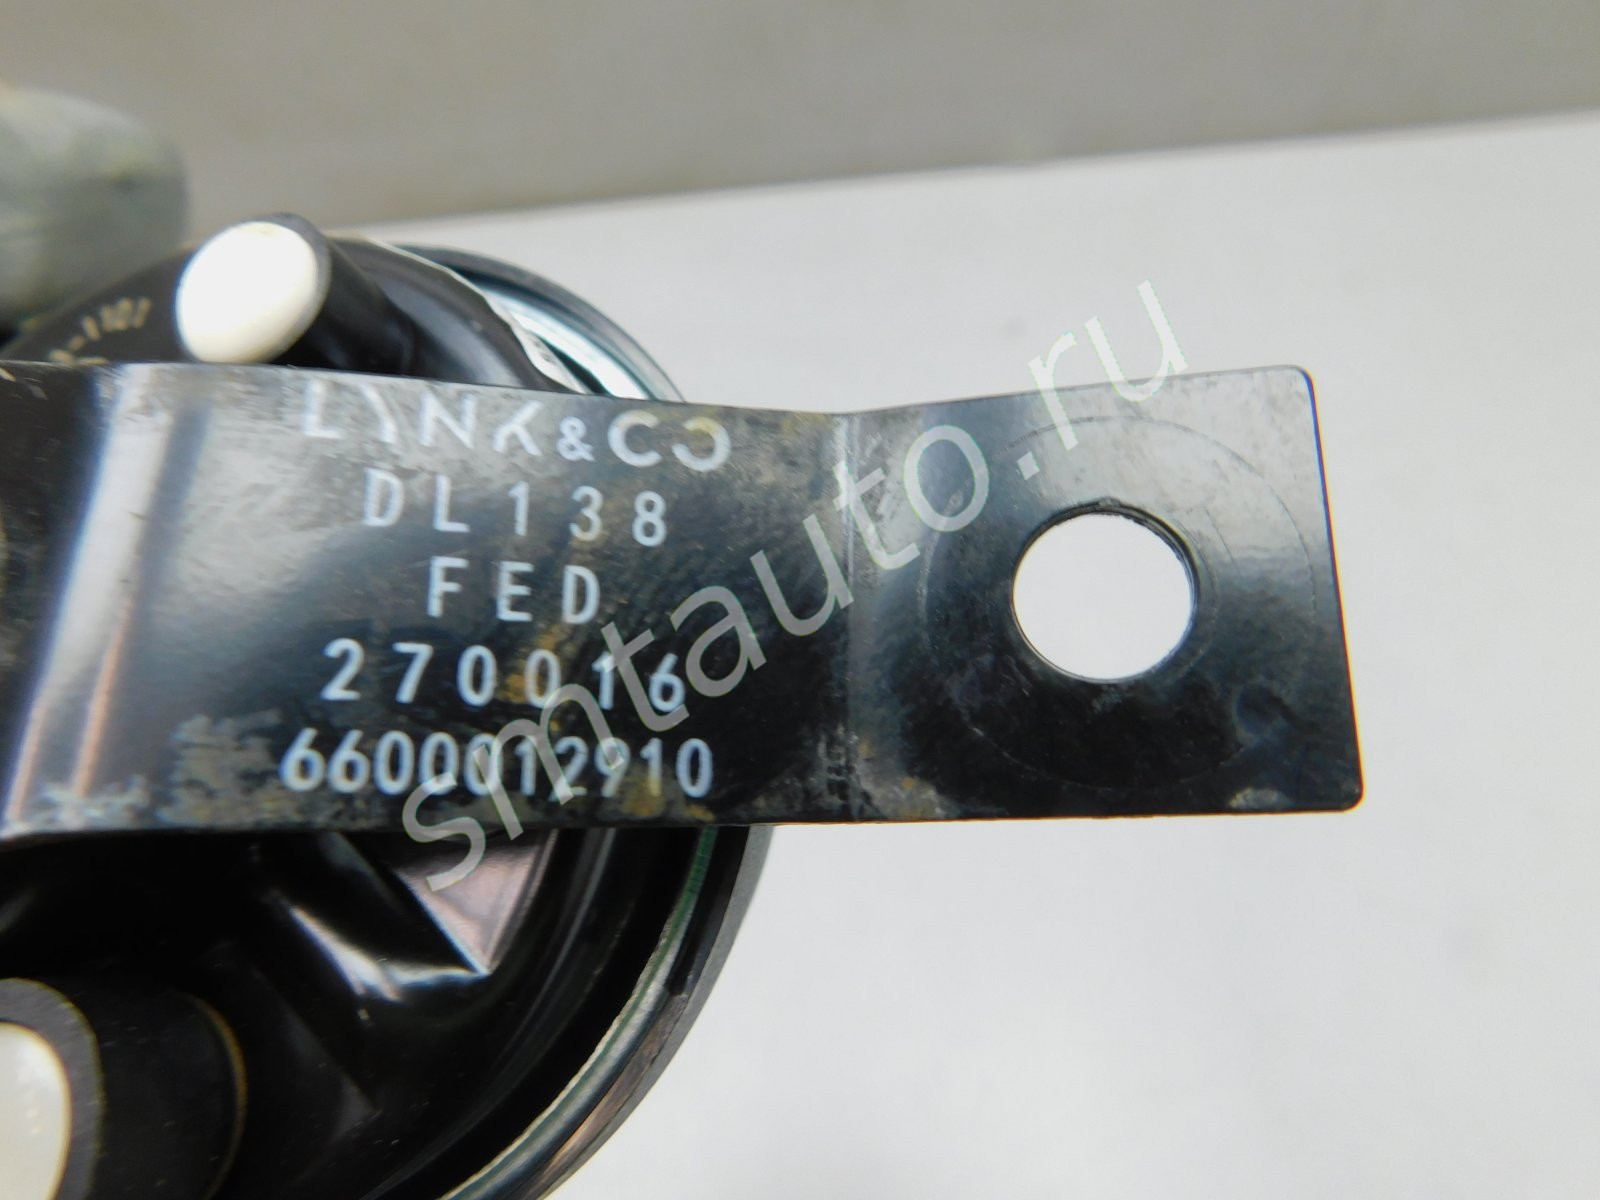 LYNK&CO
DL138
FED
270016
6600012910
smtauto.ru